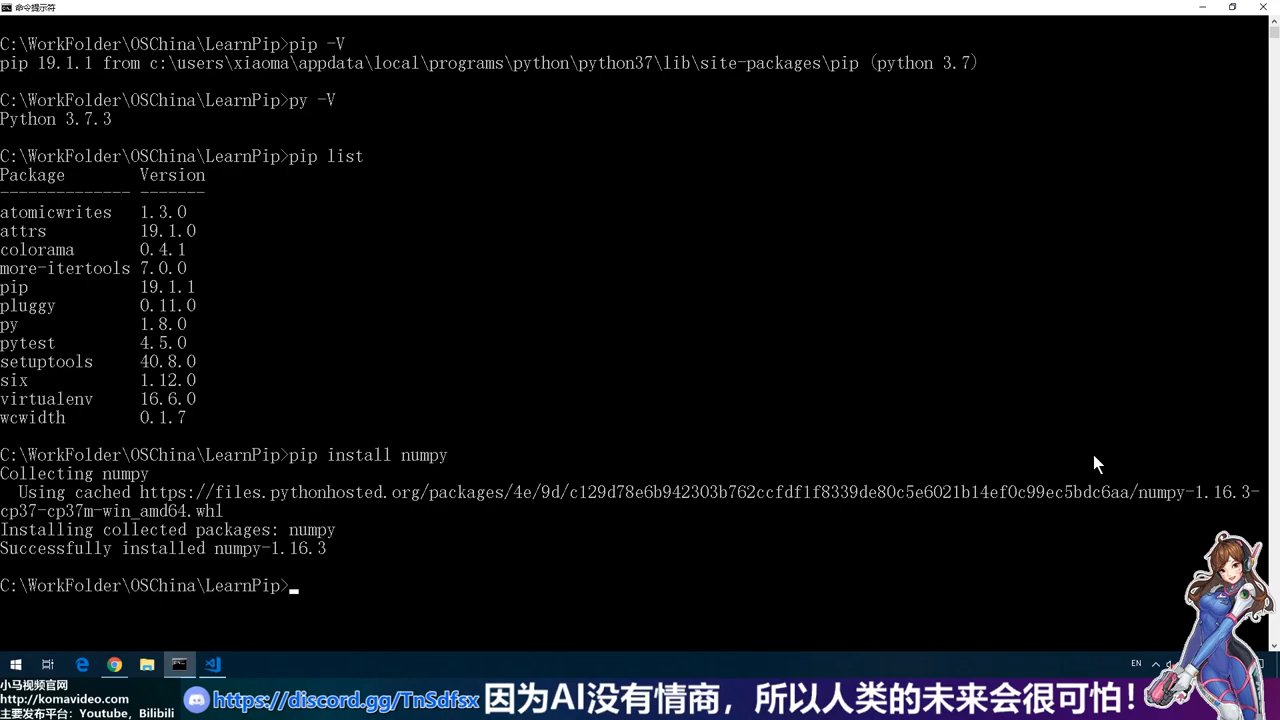 命令提示符
C:\WorkFolder\OSChina\LearnPip>pip -V
pip 19.1.1 from c:\users\xiaoma\appdata\local\programs\python\python37\lib\site-packages\pip (python 3.7)
C:\WorkFolder\OSChina\LearnPip>py -V
Python 3.7.3
C:\WorkFolder\OSChina\LearnPip>pip list
Package Version
-------------- -------
atomicwrites 1.3.0
attrs 19.1.0
colorama 0.4.1
more-itertools 7.0.0
pip 19.1.1
pluggy 0.11.0
py 1.8.0
pytest 4.5.0
setuptools 40.8.0
six 1.12.0
virtualenv 16.6.0
wcwidth 0.1.7
C:\WorkFolder\OSChina\LearnPip>pip install numpy
Collecting numpy
Using cached https://files.pythonhosted.org/packages/4e/9d/c129d78e6b942303b762ccfdf1f8339de80c5e6021b14ef0c99ec5bdc6aa/numpy-1.16.3-
cp37-cp37m-win_amd64.whl
Installing collected packages: numpy
Successfully installed numpy-1.16.3
C:\WorkFolder\OSChina\LearnPip>
EN
小马视频官网
http://komavideo.com
主要发布平台：Youtube，Bilibili
https://discord.gg/TnSdfsx
因为AI没有情商，所以人类的未来会很可怕！